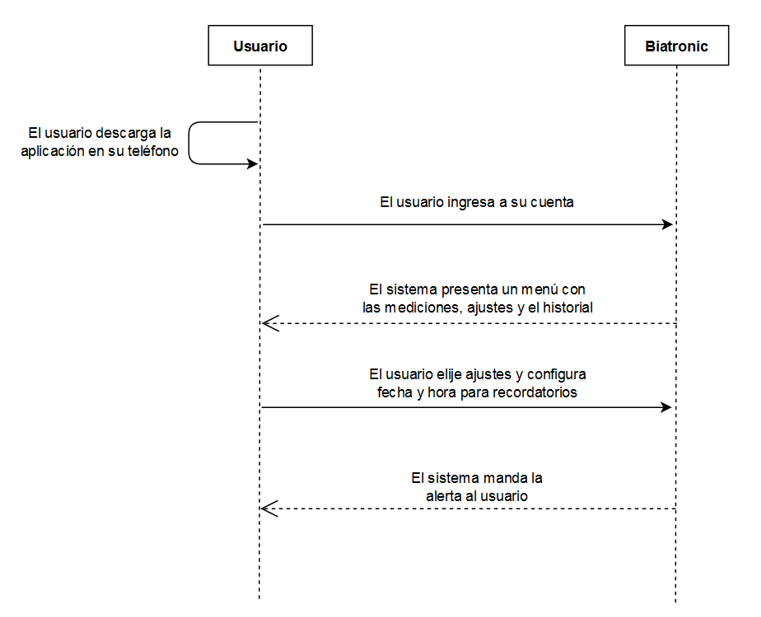 Usuario
Biatronic
El usuario descarga la
aplicación en su teléfono
El usuario ingresa a su cuenta
El sistema presenta un menú con
las mediciones, ajustes y el historial
El usuario elije ajustes y configura
fecha y hora para recordatorios
El sistema manda la
alerta al usuario